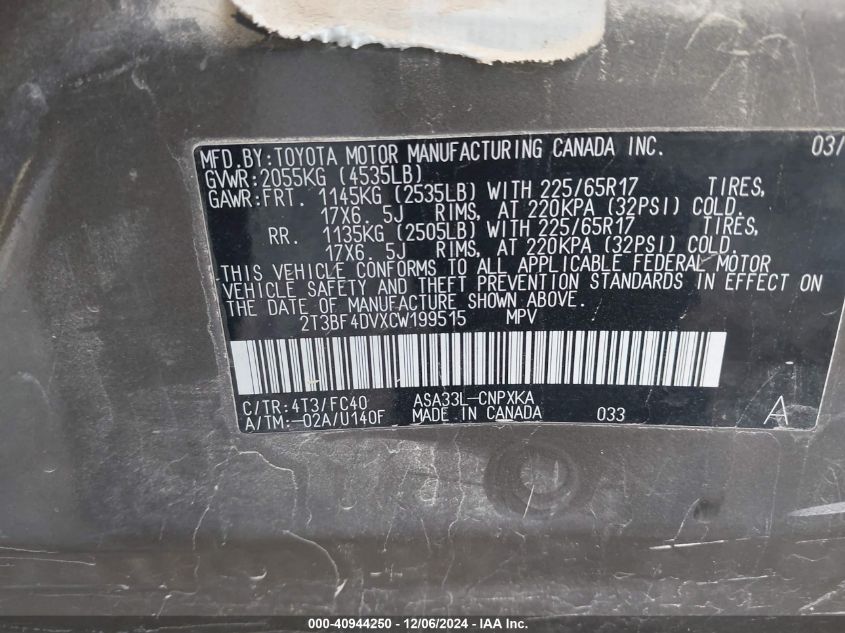 MFD.BY:TOYOTA MOTOR MANUFACTURING CANADA INC. 03/
GVWR:2055KG (4535LB)
GAWR:FRT. 1145KG (2535LB) WITH 225/65R17 TIRES,
17X6. 5J RIMS, AT 220KPA (32PSI) COLD.
RR. 1135KG (2505LB) WITH 225/65R17 TIRES,
17X6. 5J RIMS, AT 220KPA (32PSI) COLD.
THIS VEHICLE CONFORMS TO ALL APPLICABLE FEDERAL MOTOR
VEHICLE SAFETY AND THEFT PREVENTION STANDARDS IN EFFECT ON
THE DATE OF MANUFACTURE SHOWN ABOVE.
2T3BF4DVXCW199515 MPV
C/TR:4T3/FC40 ASA33L-CNPXKA
A/TM:-02A/U140F MADE IN CANADA 033 A
000-40944250 - 12/06/2024 - IAA Inc.